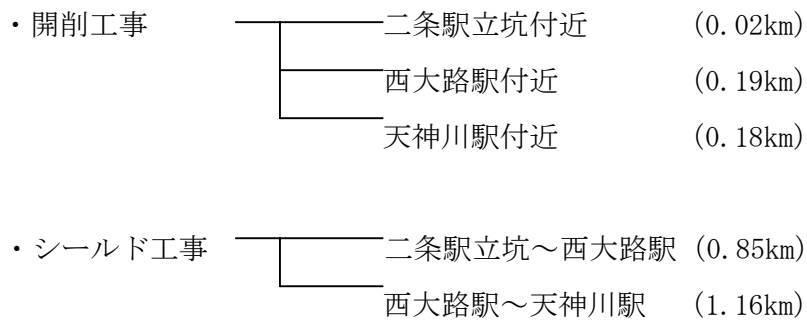 ・開削工事 二条駅立坑付近 (0.02km)
西大路駅付近 (0.19km)
天神川駅付近 (0.18km)
・シールド工事 二条駅立坑～西大路駅 (0.85km)
西大路駅～天神川駅 (1.16km)